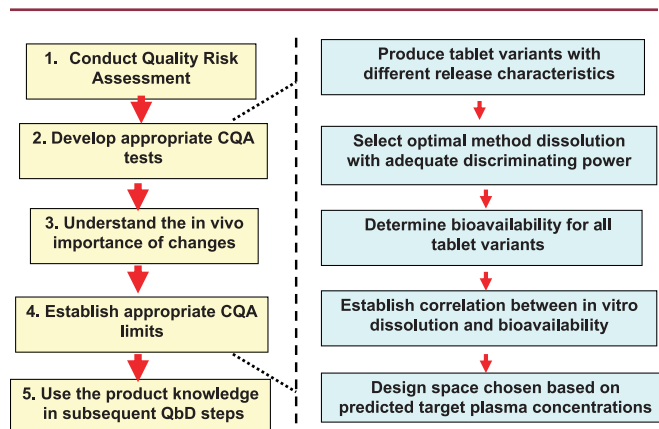 1. Conduct Quality Risk
Assessment
2. Develop appropriate CQA
tests
3. Understand the in vivo
importance of changes
4. Establish appropriate CQA
limits
5. Use the product knowledge
in subsequent QbD steps
Produce tablet variants with
different release characteristics
Select optimal method dissolution
with adequate discriminating power
Determine bioavailability for all
tablet variants
Establish correlation between in vitro
dissolution and bioavailability
Design space chosen based on
predicted target plasma concentrations